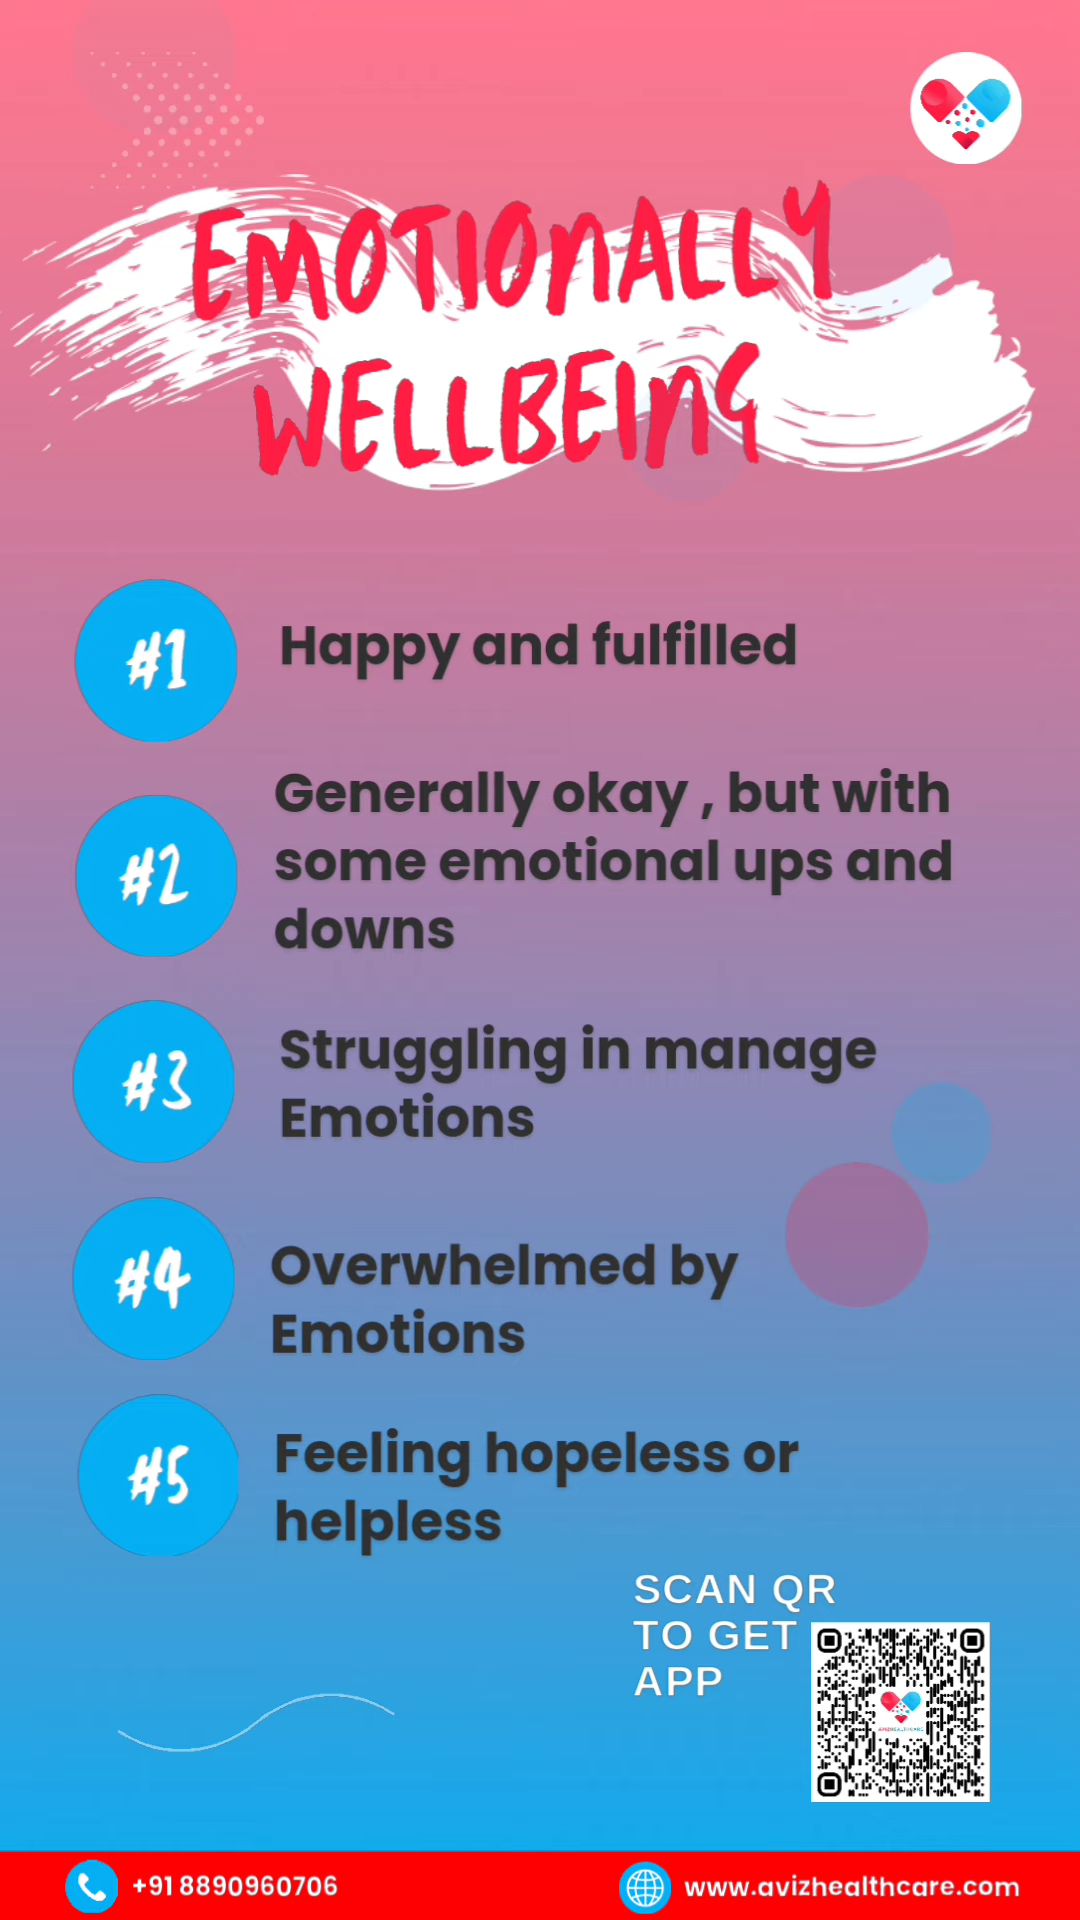 EMOTIONALLY
WELLBEING
#1
Happy and fulfilled
#2
Generally okay , but with
some emotional ups and
downs
#3
Struggling in manage
Emotions
#4
Overwhelmed by
Emotions
#5
Feeling hopeless or
helpless
SCAN QR
TO GET
APP
AVIZHEALTHCARE
+91 8890960706
www.avizhealthcare.com